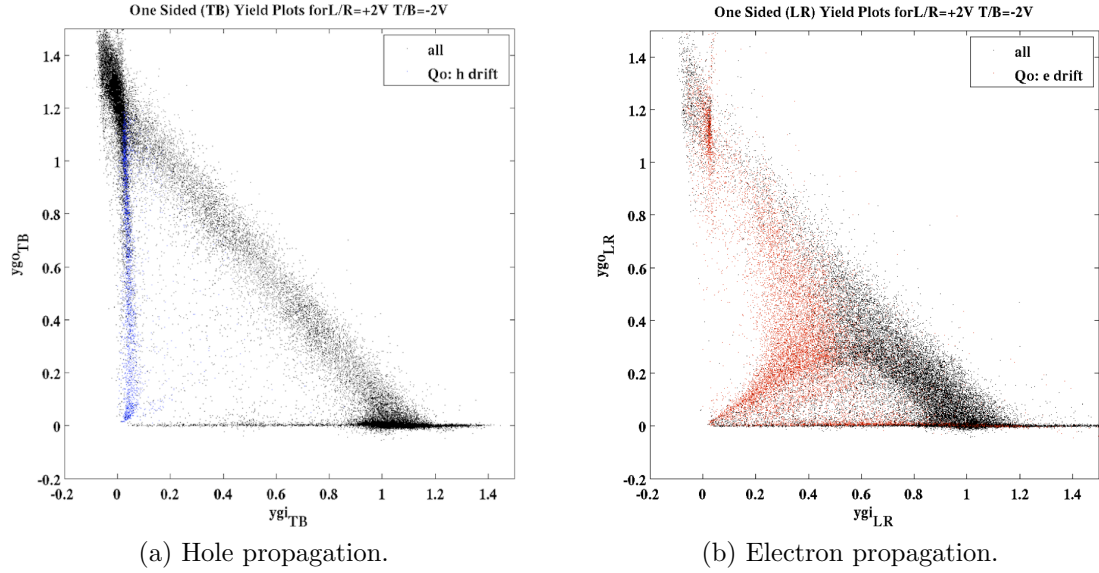 One Sided (TB) Yield Plots forL/R=+2V T/B=-2V
all
Qo: h drift
1.4
1.2
1
0.8
0.6
0.4
0.2
0
-0.2
ygo_TB
-0.2 0 0.2 0.4 0.6 0.8 1 1.2 1.4
ygi_TB
(a) Hole propagation.
One Sided (LR) Yield Plots forL/R=+2V T/B=-2V
all
Qo: e drift
1.4
1.2
1
0.8
0.6
0.4
0.2
0
-0.2
ygo_LR
-0.2 0 0.2 0.4 0.6 0.8 1 1.2 1.4
ygi_LR
(b) Electron propagation.